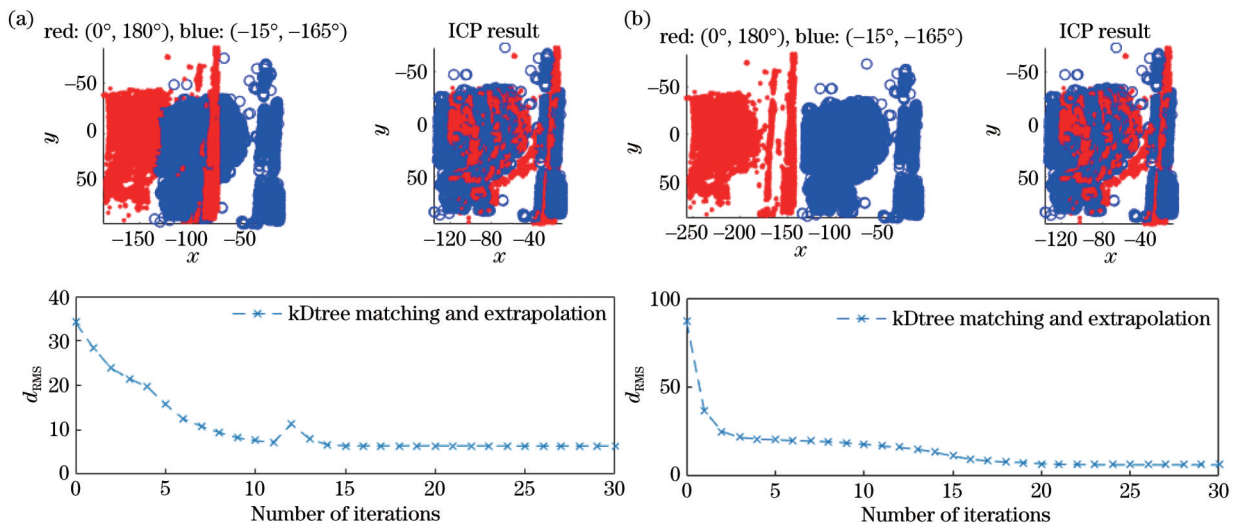 (a)
red: (0°, 180°), blue: (−15°, −165°)
ICP result
−50
0
50
y
−150
−100
−50
x
−50
0
50
y
−120
−80
−40
x
40
30
20
10
0
d_RMS
kDtree matching and extrapolation
0
5
10
15
20
25
30
Number of iterations
(b)
red: (0°, 180°), blue: (−15°, −165°)
ICP result
−50
0
50
y
−250
−200
−150
−100
−50
x
−50
0
50
y
−120
−80
−40
x
100
50
0
d_RMS
kDtree matching and extrapolation
0
5
10
15
20
25
30
Number of iterations